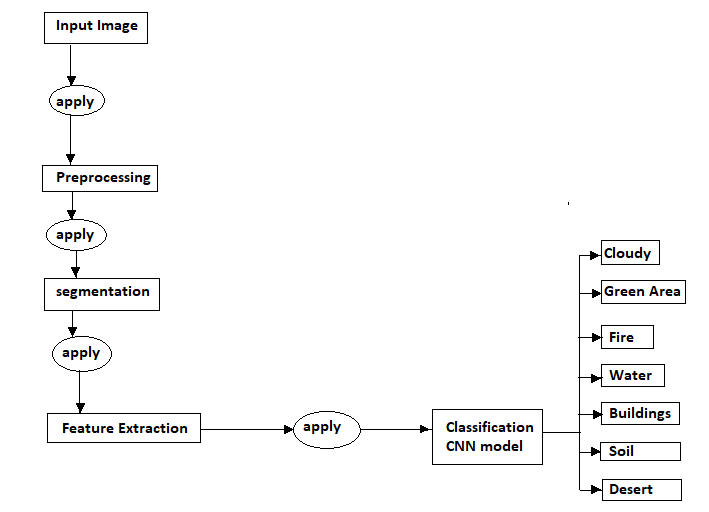 Input Image
apply
Preprocessing
apply
segmentation
apply
Feature Extraction
apply
Classification
CNN model
Cloudy
Green Area
Fire
Water
Buildings
Soil
Desert